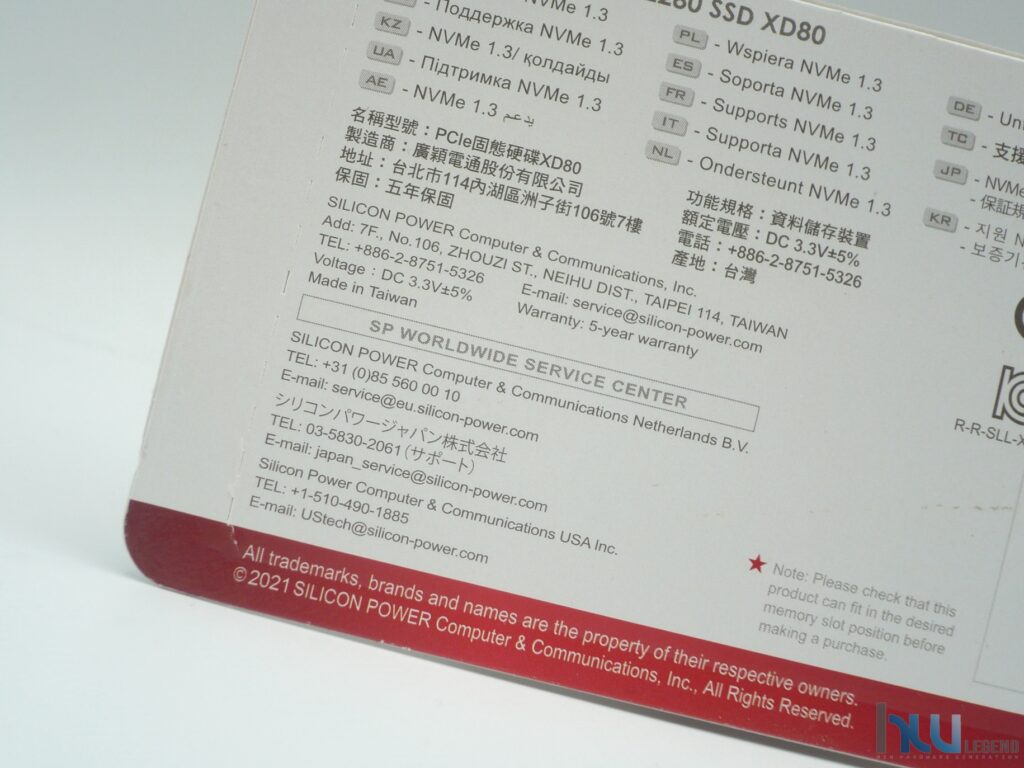 2280 SSD XD80
NVMe 1.3
- Поддержка NVMe 1.3
KZ - NVMe 1.3/ қолдайды
UA - Підтримка NVMe 1.3
AE - NVMe 1.3 يدعم
PL - Wspiera NVMe 1.3
ES - Soporta NVMe 1.3
FR - Supports NVMe 1.3
IT - Supporta NVMe 1.3
NL - Ondersteunt NVMe 1.3
DE
TC - 支援
JP - NVMe
- 保証規
KR - 지원
- 보증기
名稱型號：PCIe固態硬碟XD80
製造商：廣穎電通股份有限公司
地址：台北市114內湖區洲子街106號7樓
保固：五年保固
功能規格：資料儲存裝置
額定電壓：DC 3.3V±5%
電話：+886-2-8751-5326
產地：台灣
SILICON POWER Computer & Communications, Inc.
Add: 7F., No.106, ZHOUZI ST., NEIHU DIST., TAIPEI 114, TAIWAN
TEL: +886-2-8751-5326 E-mail: service@silicon-power.com
Voltage : DC 3.3V±5% Warranty: 5-year warranty
Made in Taiwan
SP WORLDWIDE SERVICE CENTER
SILICON POWER Computer & Communications Netherlands B.V.
TEL: +31 (0)85 560 00 10
E-mail: service@eu.silicon-power.com
シリコンパワージャパン株式会社
TEL: 03-5830-2061 (サポート)
E-mail: japan_service@silicon-power.com
Silicon Power Computer & Communications USA Inc.
TEL: +1-510-490-1885
E-mail: UStech@silicon-power.com
R-R-SLL-X
Note: Please check that this
product can fit in the desired
memory slot position before
making a purchase.
All trademarks, brands and names are the property of their respective owners.
© 2021 SILICON POWER Computer & Communications, Inc., All Rights Reserved.
LEGEND
NEW HARDWARE GENERATION